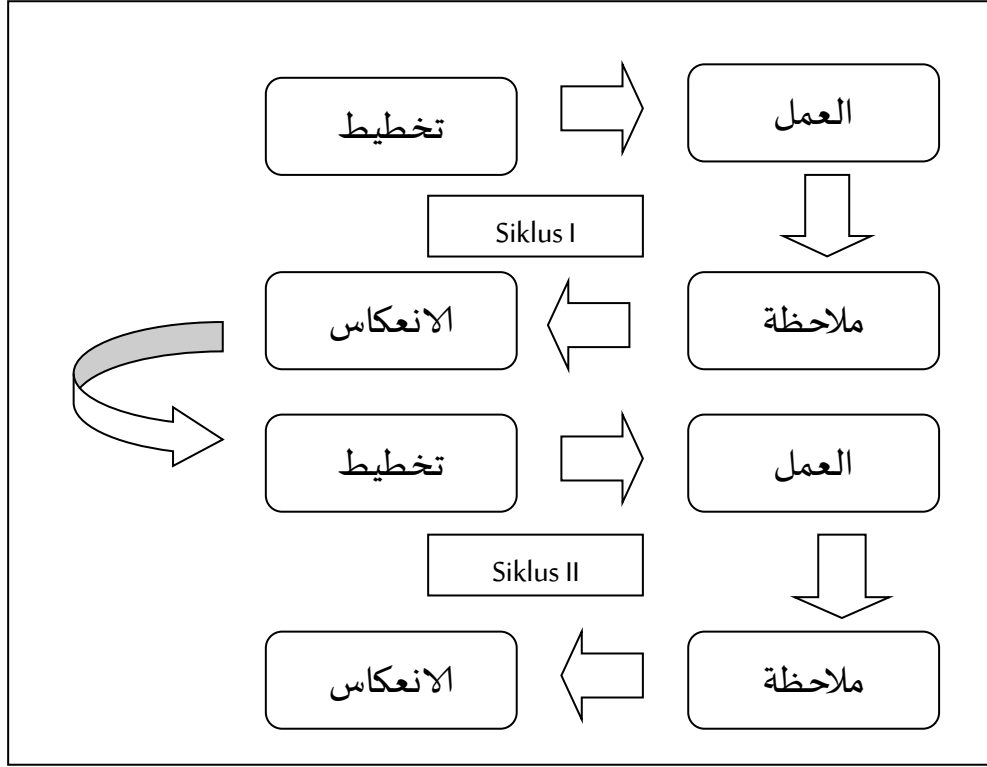 تخطيط
العمل
Siklus I
ملاحظة
الانعكاس
تخطيط
العمل
Siklus II
ملاحظة
الانعكاس